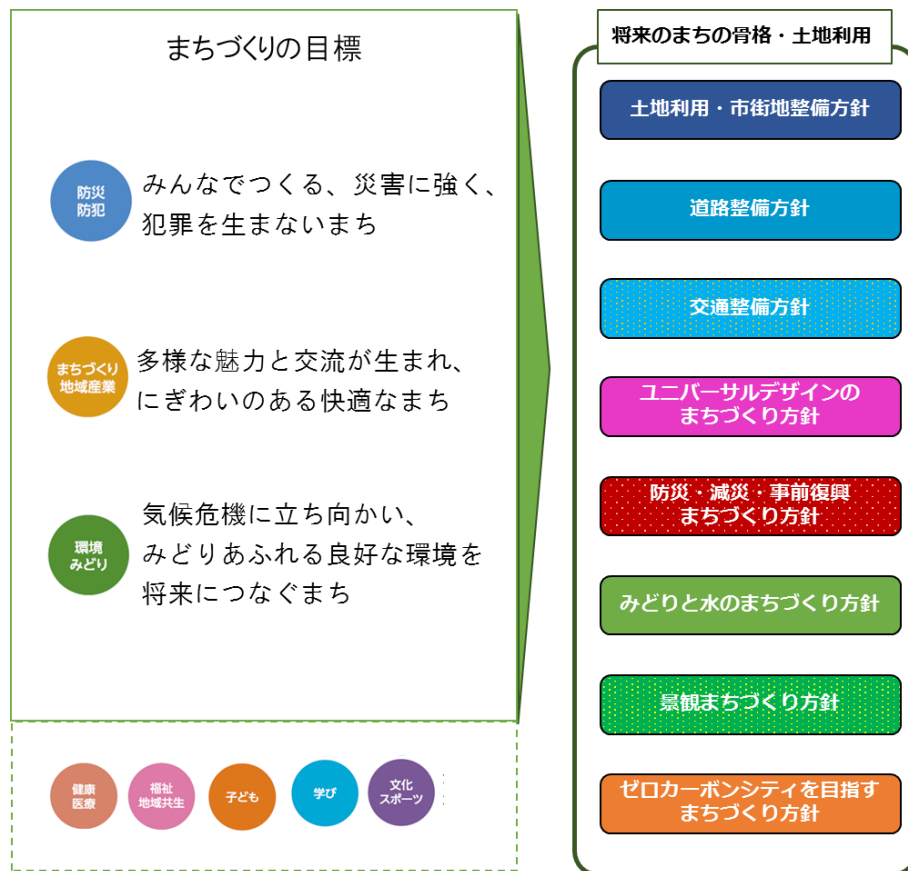 まちづくりの目標
防災
防犯
みんなでつくる、災害に強く、
犯罪を生まないまち
まちづくり
地域産業
多様な魅力と交流が生まれ、
にぎわいのある快適なまち
環境
みどり
気候危機に立ち向かい、
みどりあふれる良好な環境を
将来につなぐまち
健康
医療
福祉
地域共生
子ども
学び
文化
スポーツ
将来のまちの骨格・土地利用
土地利用・市街地整備方針
道路整備方針
交通整備方針
ユニバーサルデザインの
まちづくり方針
防災・減災・事前復興
まちづくり方針
みどりと水のまちづくり方針
景観まちづくり方針
ゼロカーボンシティを目指す
まちづくり方針